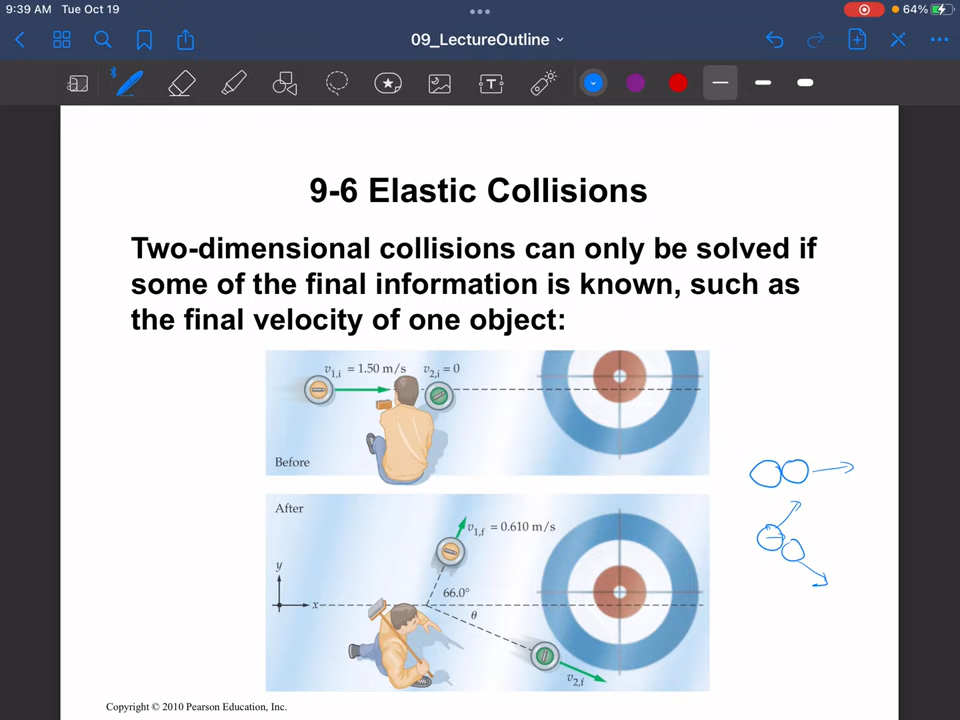 9:39 AM Tue Oct 19
64%
09_LectureOutline
T
9-6 Elastic Collisions
Two-dimensional collisions can only be solved if
some of the final information is known, such as
the final velocity of one object:
v1,i = 1.50 m/s v2,i = 0
Before
After
v1,f = 0.610 m/s
y
66.0°
x
θ
v2,f
Copyright © 2010 Pearson Education, Inc.